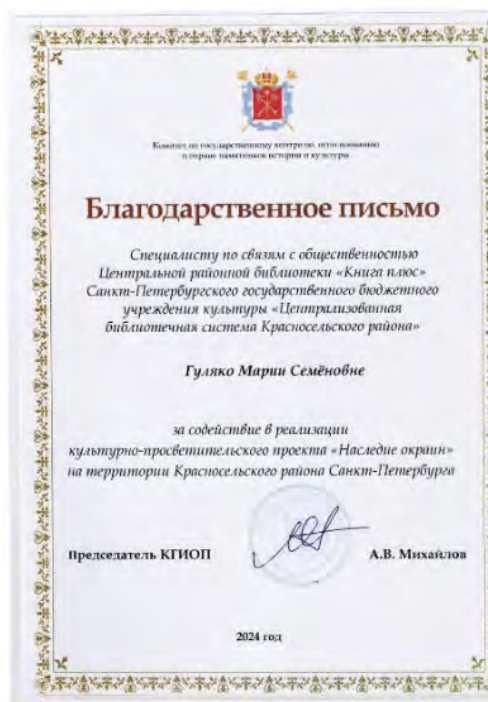 Комитет по государственному контролю, использованию
и охране памятников истории и культуры
Благодарственное письмо
Специалисту по связям с общественностью
Центральной районной библиотеки «Книга плюс»
Санкт-Петербургского государственного бюджетного
учреждения культуры «Централизованная
библиотечная система Красносельского района»
Гуляко Марии Семёновне
за содействие в реализации
культурно-просветительского проекта «Наследие окраин»
на территории Красносельского района Санкт-Петербурга
Председатель КГИОП А.В. Михайлов
2024 год